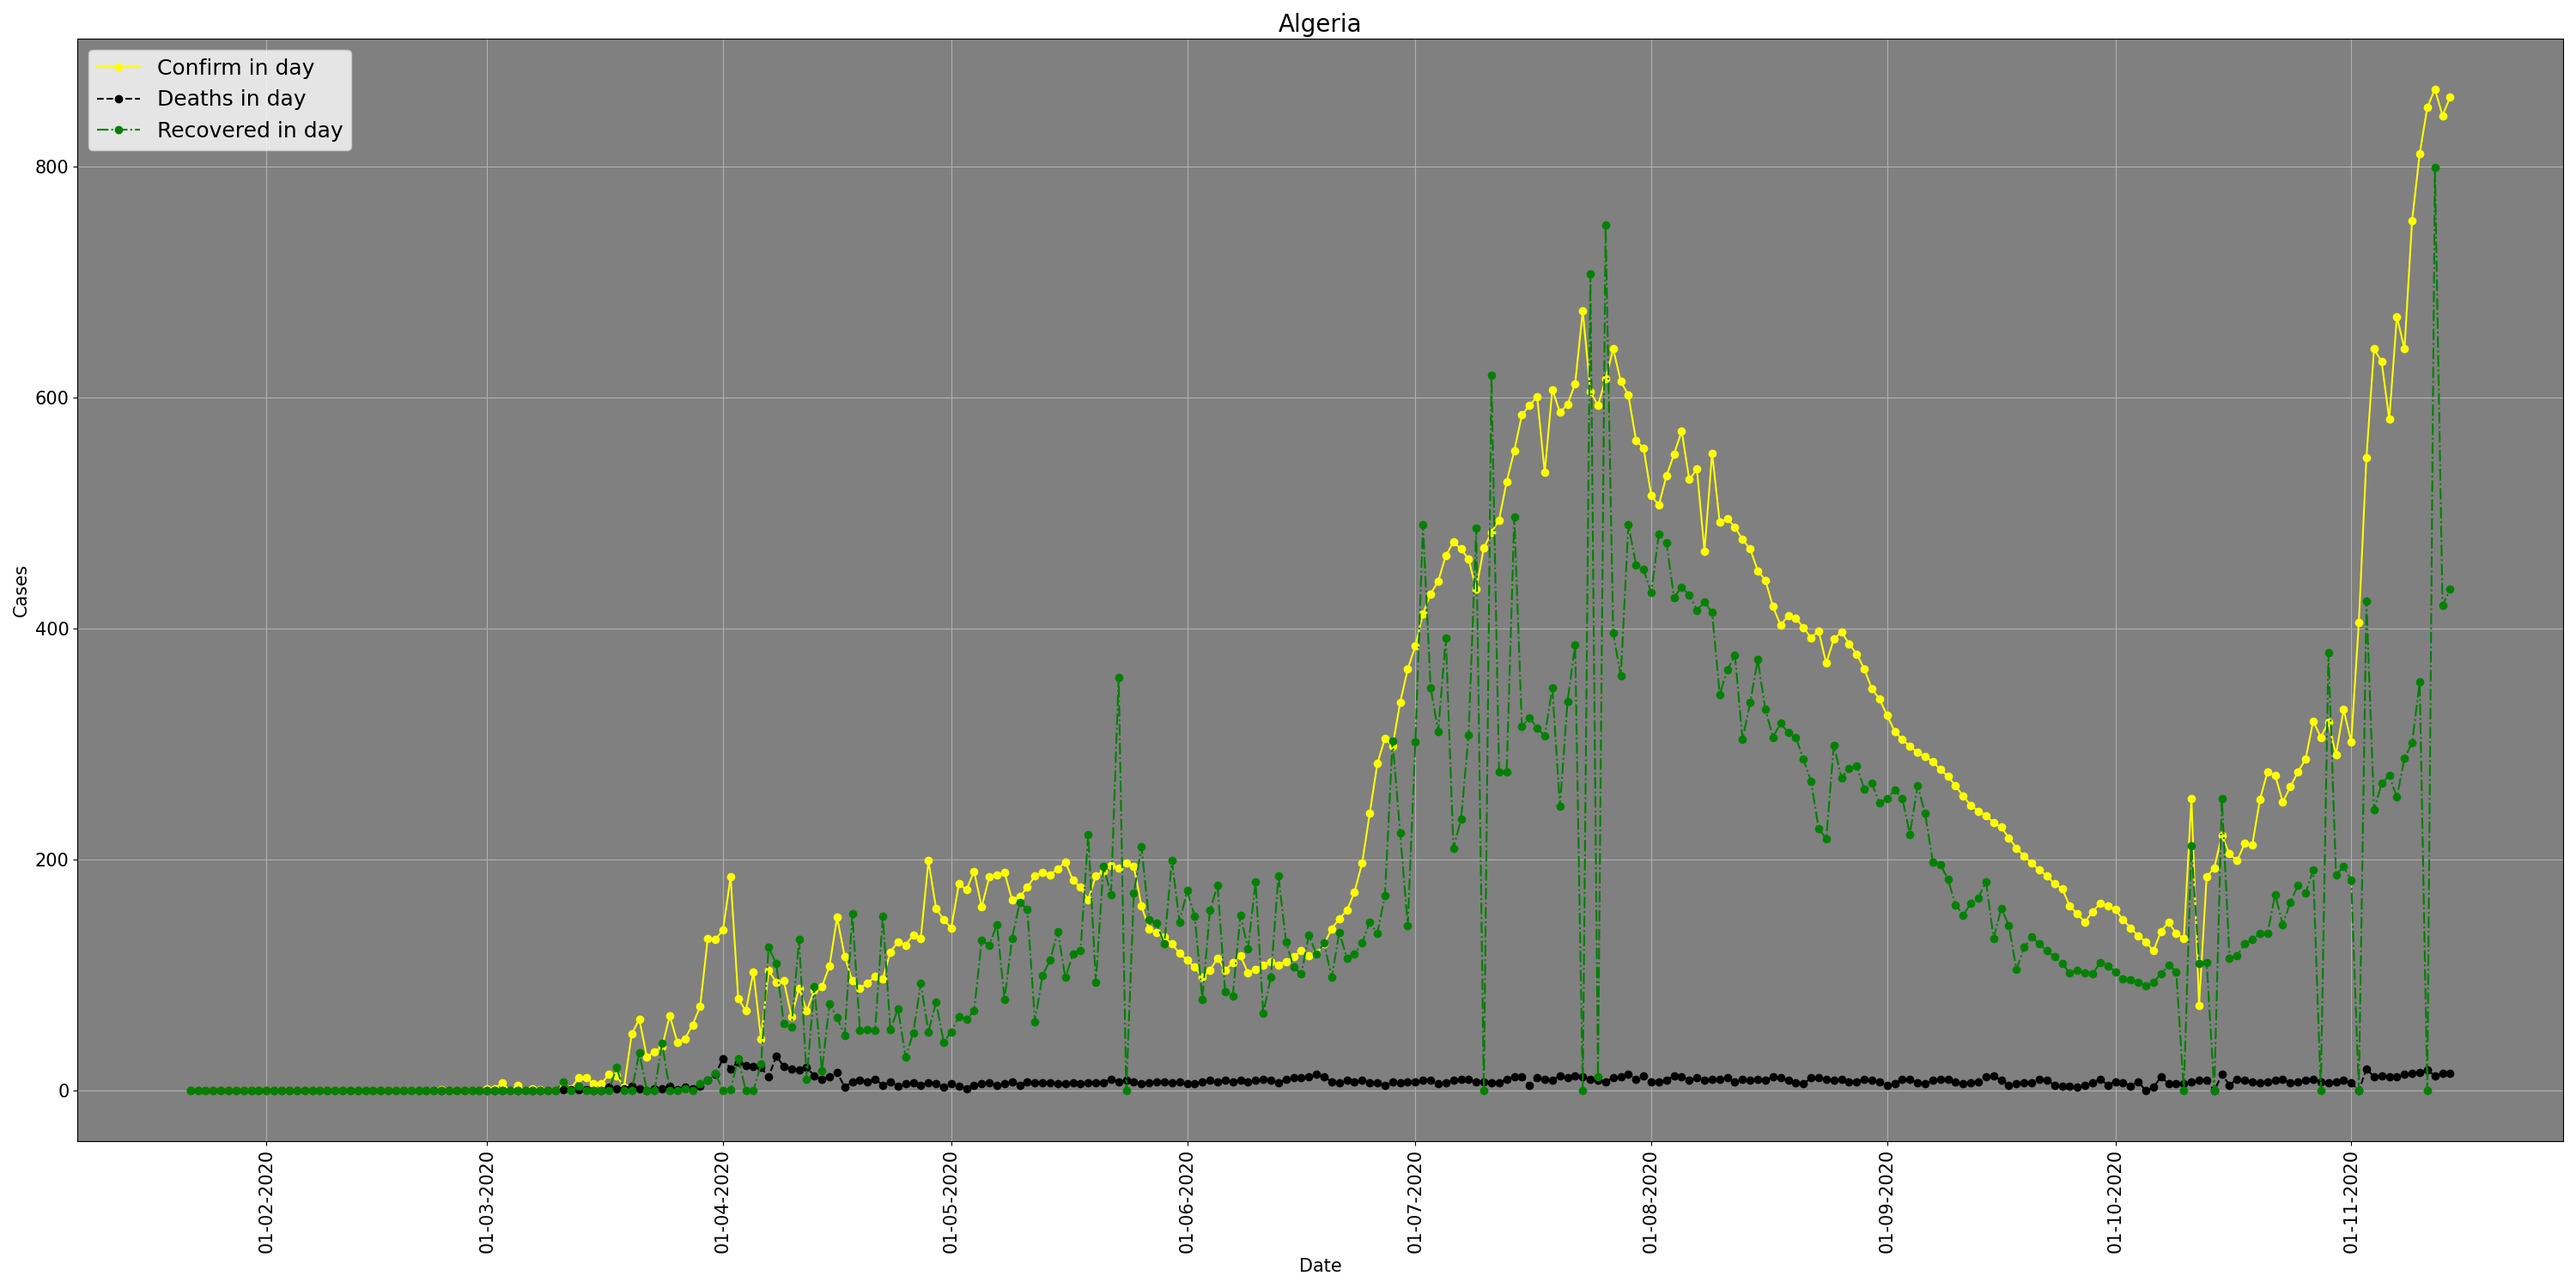 Algeria
Confirm in day
Deaths in day
Recovered in day
Cases
800
600
400
200
0
01-02-2020
01-03-2020
01-04-2020
01-05-2020
01-06-2020
01-07-2020
01-08-2020
01-09-2020
01-10-2020
01-11-2020
Date